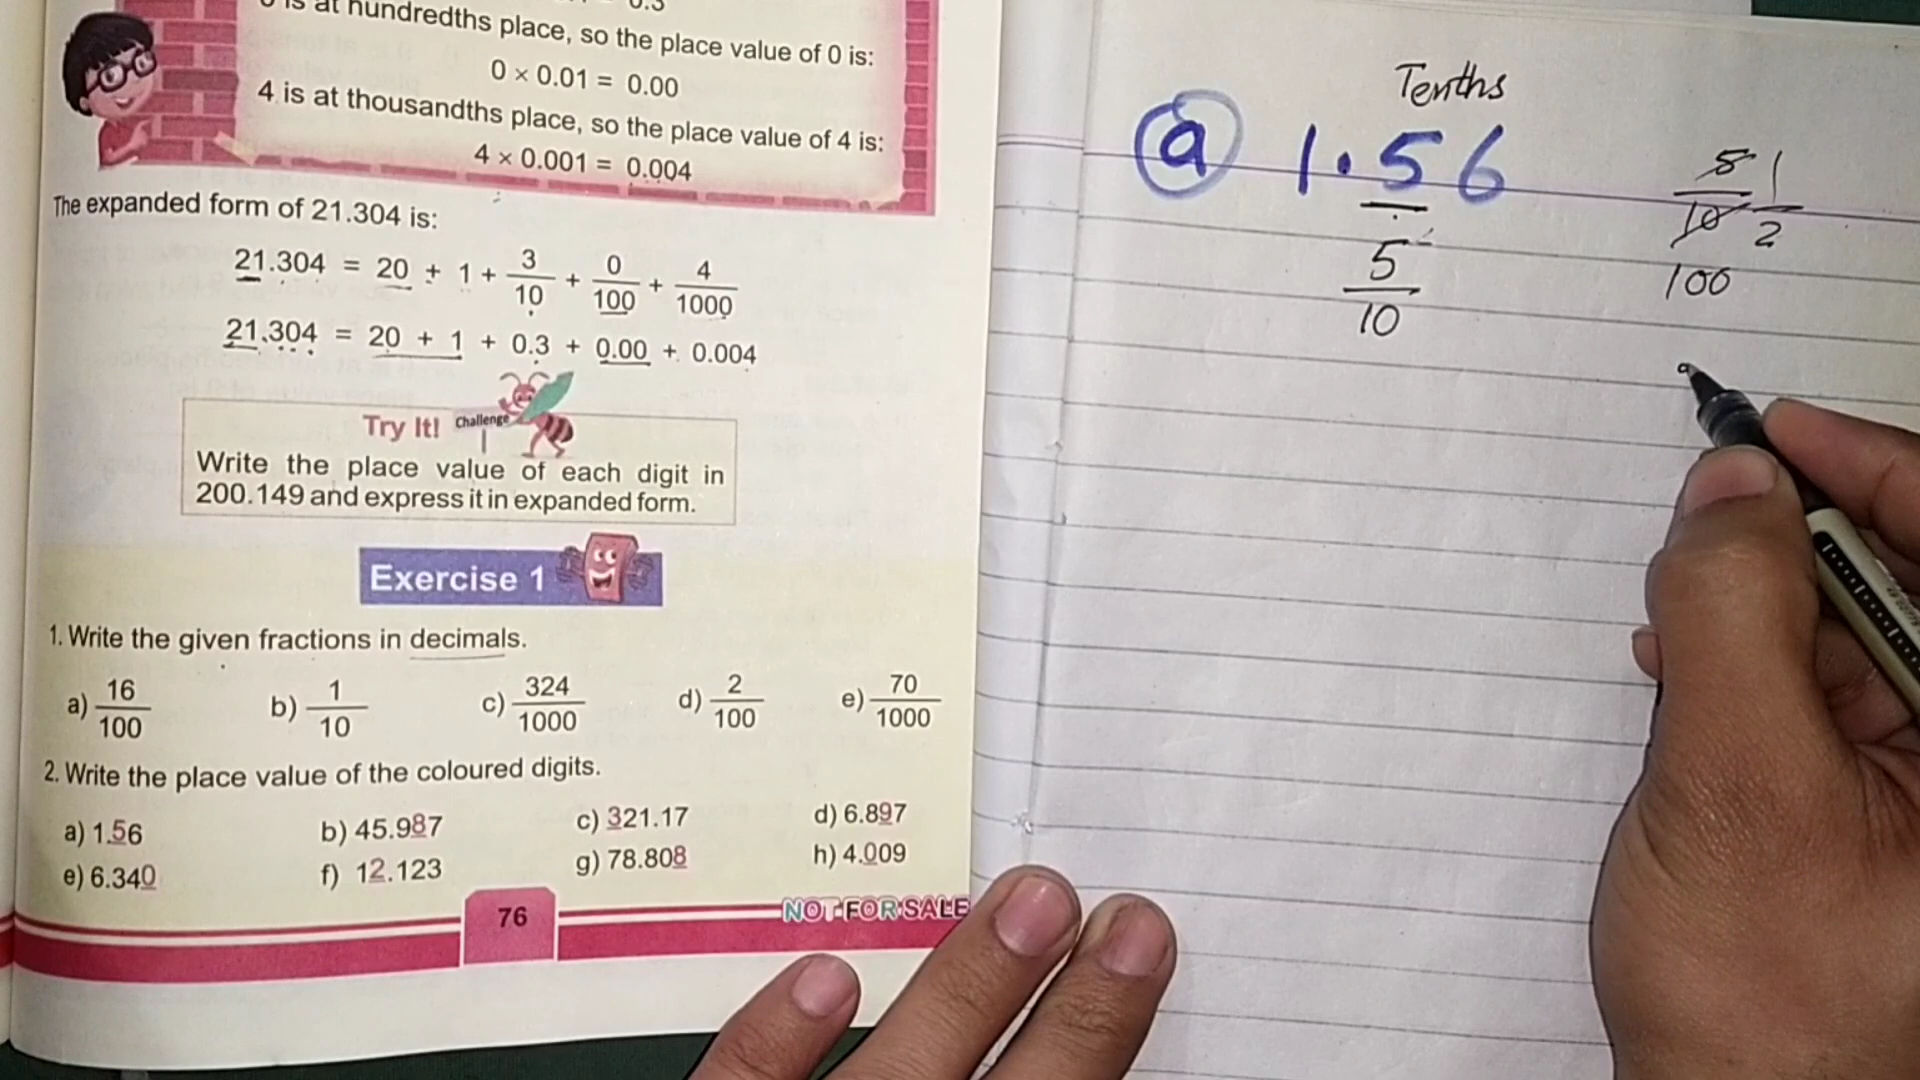 is at hundredths place, so the place value of 0 is:
0 × 0.01 = 0.00
4 is at thousandths place, so the place value of 4 is:
4 × 0.001 = 0.004
The expanded form of 21.304 is:
21.304 = 20 + 1 + 3/10 + 0/100 + 4/1000
21.304 = 20 + 1 + 0.3 + 0.00 + 0.004
Try It! Challenge
Write the place value of each digit in
200.149 and express it in expanded form.
Exercise 1
1. Write the given fractions in decimals.
a) 16/100 b) 1/10 c) 324/1000 d) 2/100 e) 70/1000
2. Write the place value of the coloured digits.
a) 1.56 b) 45.987 c) 321.17 d) 6.897
e) 6.340 f) 12.123 g) 78.808 h) 4.009
76
NOT FOR SALE
Tenths
a 1.56
5/10
5/10 1/2
100